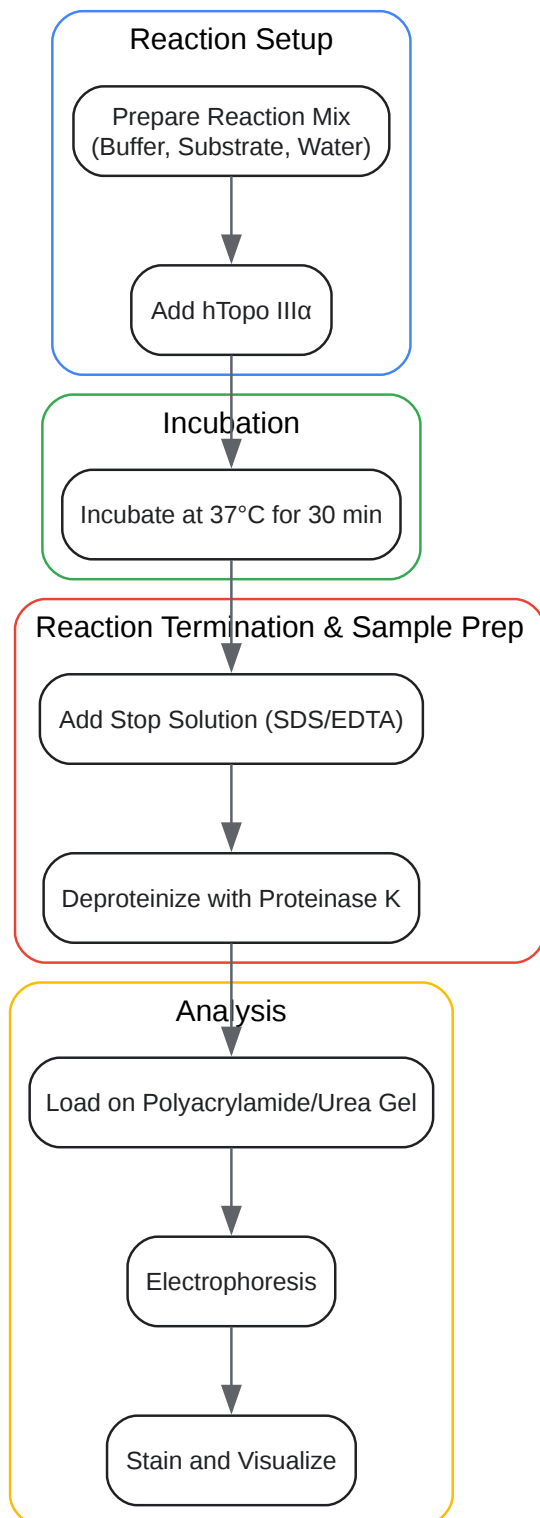 Reaction Setup
Prepare Reaction Mix
(Buffer, Substrate, Water)
Add hTopo IIIα
Incubation
Incubate at 37°C for 30 min
Reaction Termination & Sample Prep
Add Stop Solution (SDS/EDTA)
Deproteinize with Proteinase K
Analysis
Load on Polyacrylamide/Urea Gel
Electrophoresis
Stain and Visualize